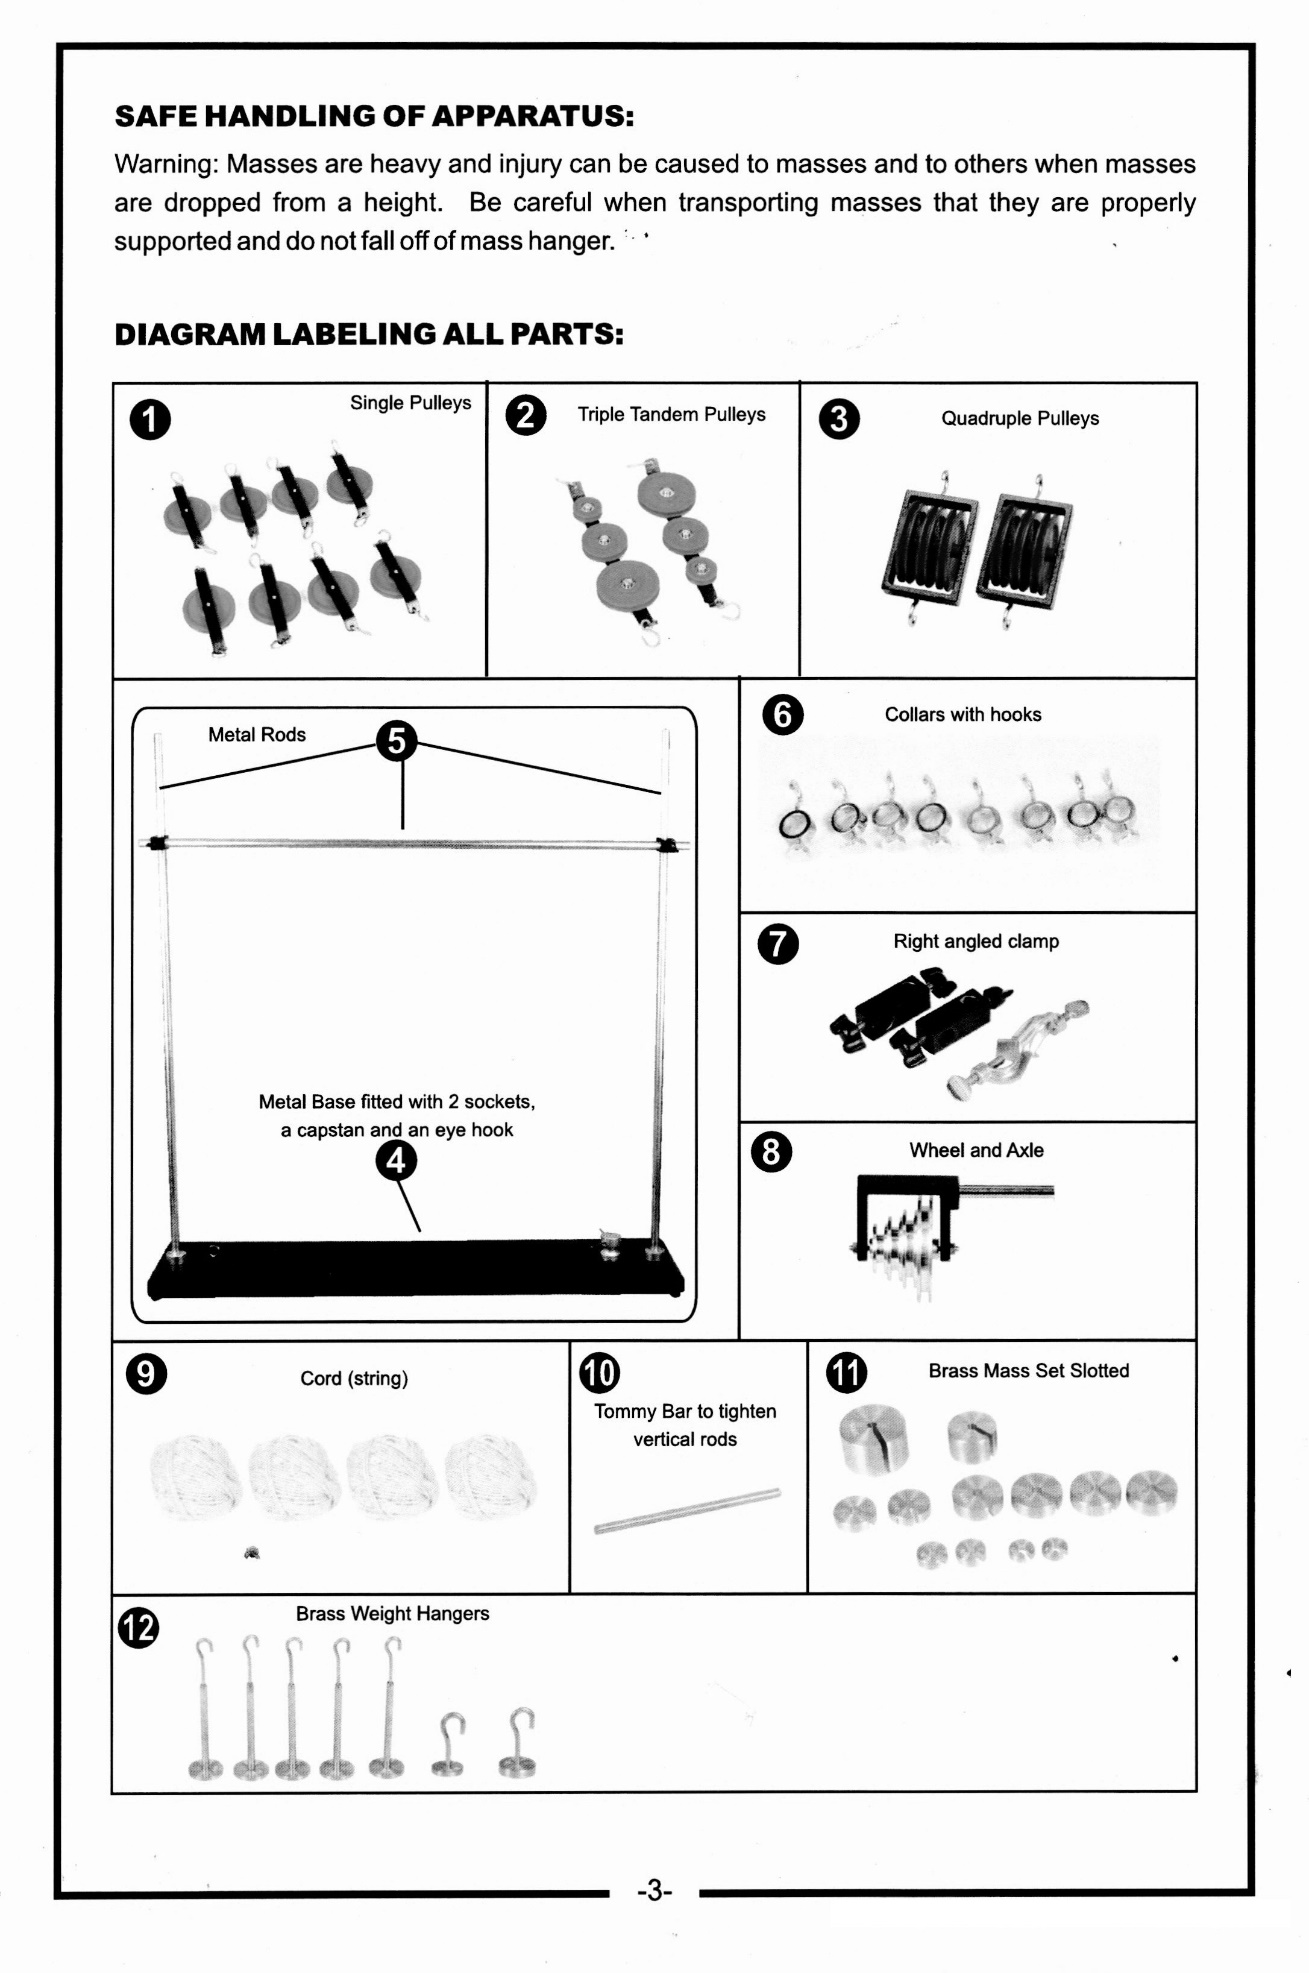 SAFE HANDLING OF APPARATUS:
Warning: Masses are heavy and injury can be caused to masses and to others when masses
are dropped from a height. Be careful when transporting masses that they are properly
supported and do not fall off of mass hanger.
DIAGRAM LABELING ALL PARTS:
1
Single Pulleys
2
Triple Tandem Pulleys
3
Quadruple Pulleys
Metal Rods
5
Metal Base fitted with 2 sockets,
a capstan and an eye hook
4
6
Collars with hooks
7
Right angled clamp
8
Wheel and Axle
9
Cord (string)
10
Tommy Bar to tighten
vertical rods
11
Brass Mass Set Slotted
12
Brass Weight Hangers
-3-